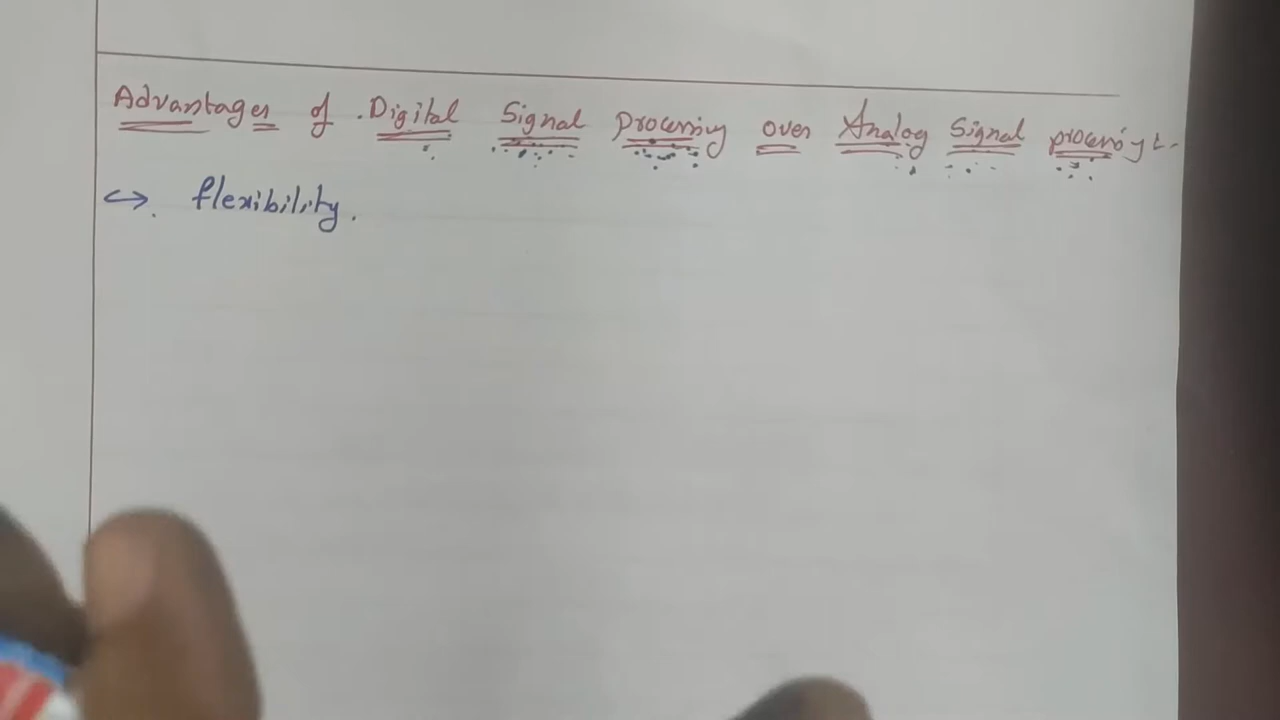 Advantages of Digital Signal Processing over Analog Signal processing :-
↔ flexibility.